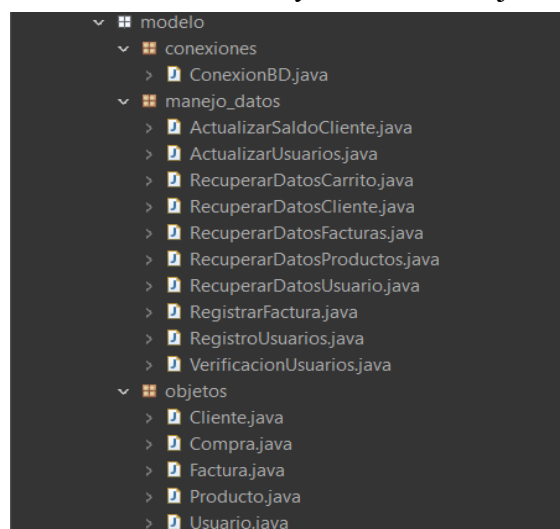 modelo
conexiones
ConexionBD.java
manejo_datos
ActualizarSaldoCliente.java
ActualizarUsuarios.java
RecuperarDatosCarrito.java
RecuperarDatosCliente.java
RecuperarDatosFacturas.java
RecuperarDatosProductos.java
RecuperarDatosUsuario.java
RegistrarFactura.java
RegistroUsuarios.java
VerificacionUsuarios.java
objetos
Cliente.java
Compra.java
Factura.java
Producto.java
Usuario.java